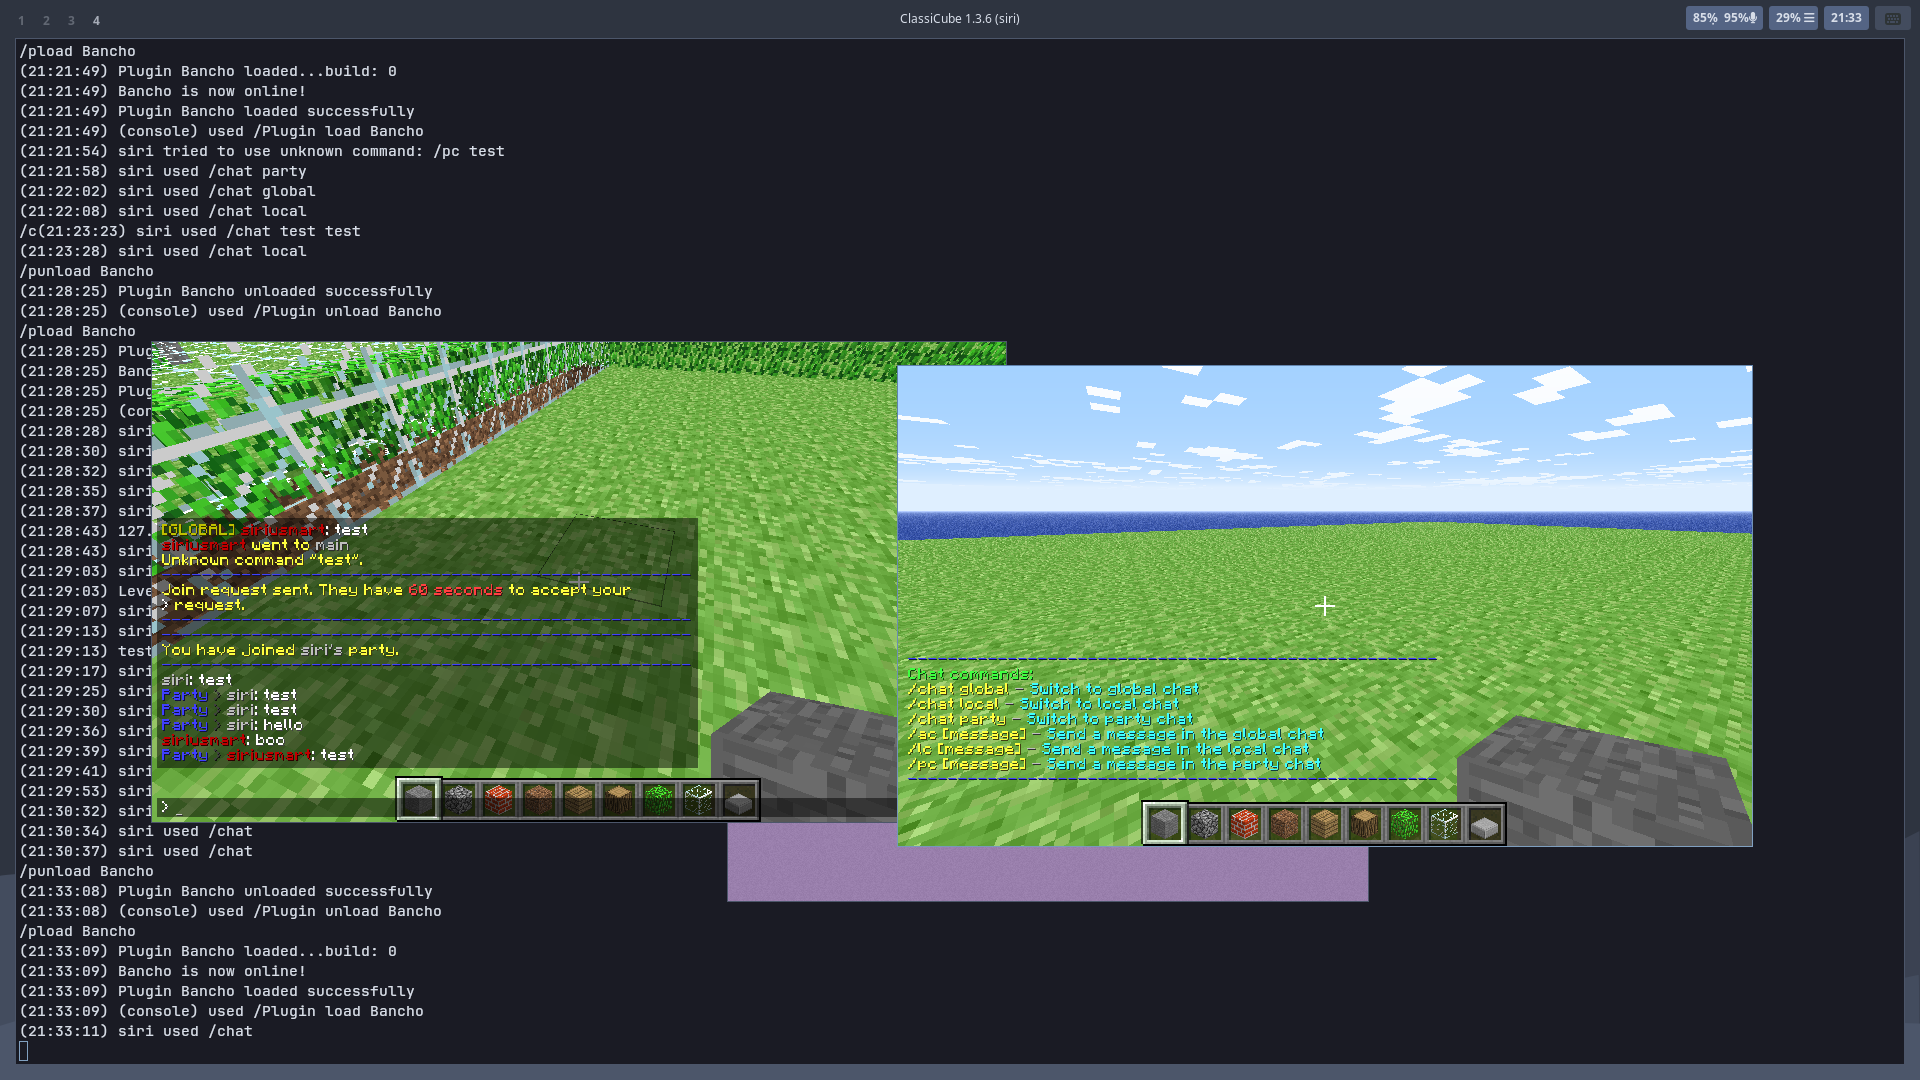 1 2 3 4
ClassiCube 1.3.6 (siri)
85% 95% 29% 21:33
/pload Bancho
(21:21:49) Plugin Bancho loaded...build: 0
(21:21:49) Bancho is now online!
(21:21:49) Plugin Bancho loaded successfully
(21:21:49) (console) used /Plugin load Bancho
(21:21:54) siri tried to use unknown command: /pc test
(21:21:58) siri used /chat party
(21:22:02) siri used /chat global
(21:22:08) siri used /chat local
/c(21:23:23) siri used /chat test test
(21:23:28) siri used /chat local
/punload Bancho
(21:28:25) Plugin Bancho unloaded successfully
(21:28:25) (console) used /Plugin unload Bancho
/pload Bancho
(21:28:25) Plug
(21:28:25) Banc
(21:28:25) Plug
(21:28:25) (con
(21:28:28) siri
(21:28:30) siri
(21:28:32) siri
(21:28:35) siri
(21:28:37) siri
(21:28:43) 127.
(21:28:43) siri
(21:29:03) siri
(21:29:03) Leve
(21:29:07) siri
(21:29:13) siri
(21:29:13) test
(21:29:17) siri
(21:29:25) siri
(21:29:30) siri
(21:29:36) siri
(21:29:39) siri
(21:29:41) siri
(21:29:53) siri
(21:30:32) siri
(21:30:34) siri used /chat
(21:30:37) siri used /chat
/punload Bancho
(21:33:08) Plugin Bancho unloaded successfully
(21:33:08) (console) used /Plugin unload Bancho
/pload Bancho
(21:33:09) Plugin Bancho loaded...build: 0
(21:33:09) Bancho is now online!
(21:33:09) Plugin Bancho loaded successfully
(21:33:09) (console) used /Plugin load Bancho
(21:33:11) siri used /chat
[GLOBAL] siriusmart: test
siriusmart went to main
Unknown command "test".
Join request sent. They have 60 seconds to accept your
> request.
You have joined siri's party.
siri: test
Party > siri: test
Party > siri: test
Party > siri: hello
siriusmart: boo
Party > siriusmart: test
> _
Chat commands:
/chat global - Switch to global chat
/chat local - Switch to local chat
/chat party - Switch to party chat
/ac [message] - Send a message in the global chat
/lc [message] - Send a message in the local chat
/pc [message] - Send a message in the party chat